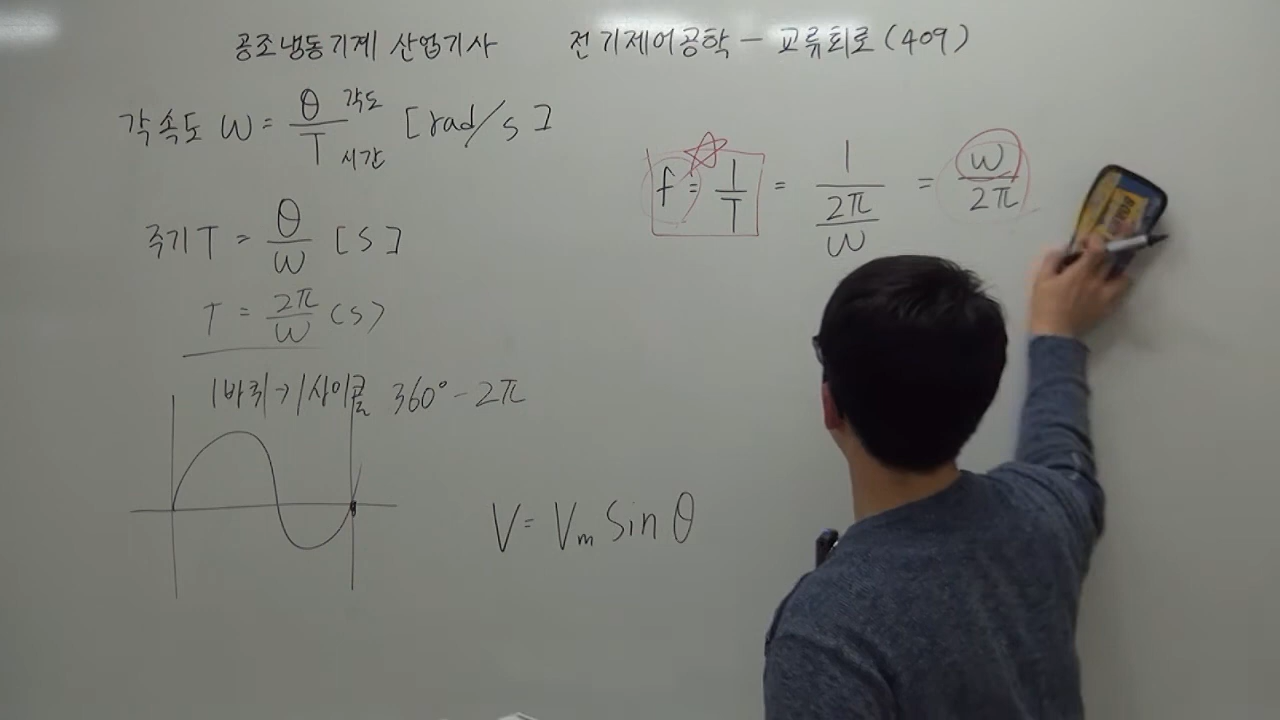 공조냉동기계 산업기사 전기제어공학 - 교류회로(409)
각속도 ω = θ 각도 / T 시간 [rad/s]
f = 1/T = 1/(2π/ω) = ω/2π
주기 T = θ/ω [s]
T = 2π/ω (s)
1바퀴 → 1사이클 360° - 2π
V = Vm Sin θ